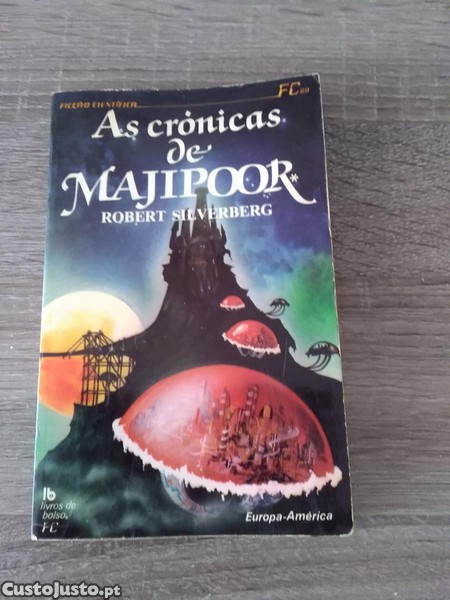 FICÇÃO CIENTÍFICA
FC
As crónicas
de
MAJIPOOR*
ROBERT SILVERBERG
lb
livros de
bolso
FC
Europa-América
CustoJusto.pt